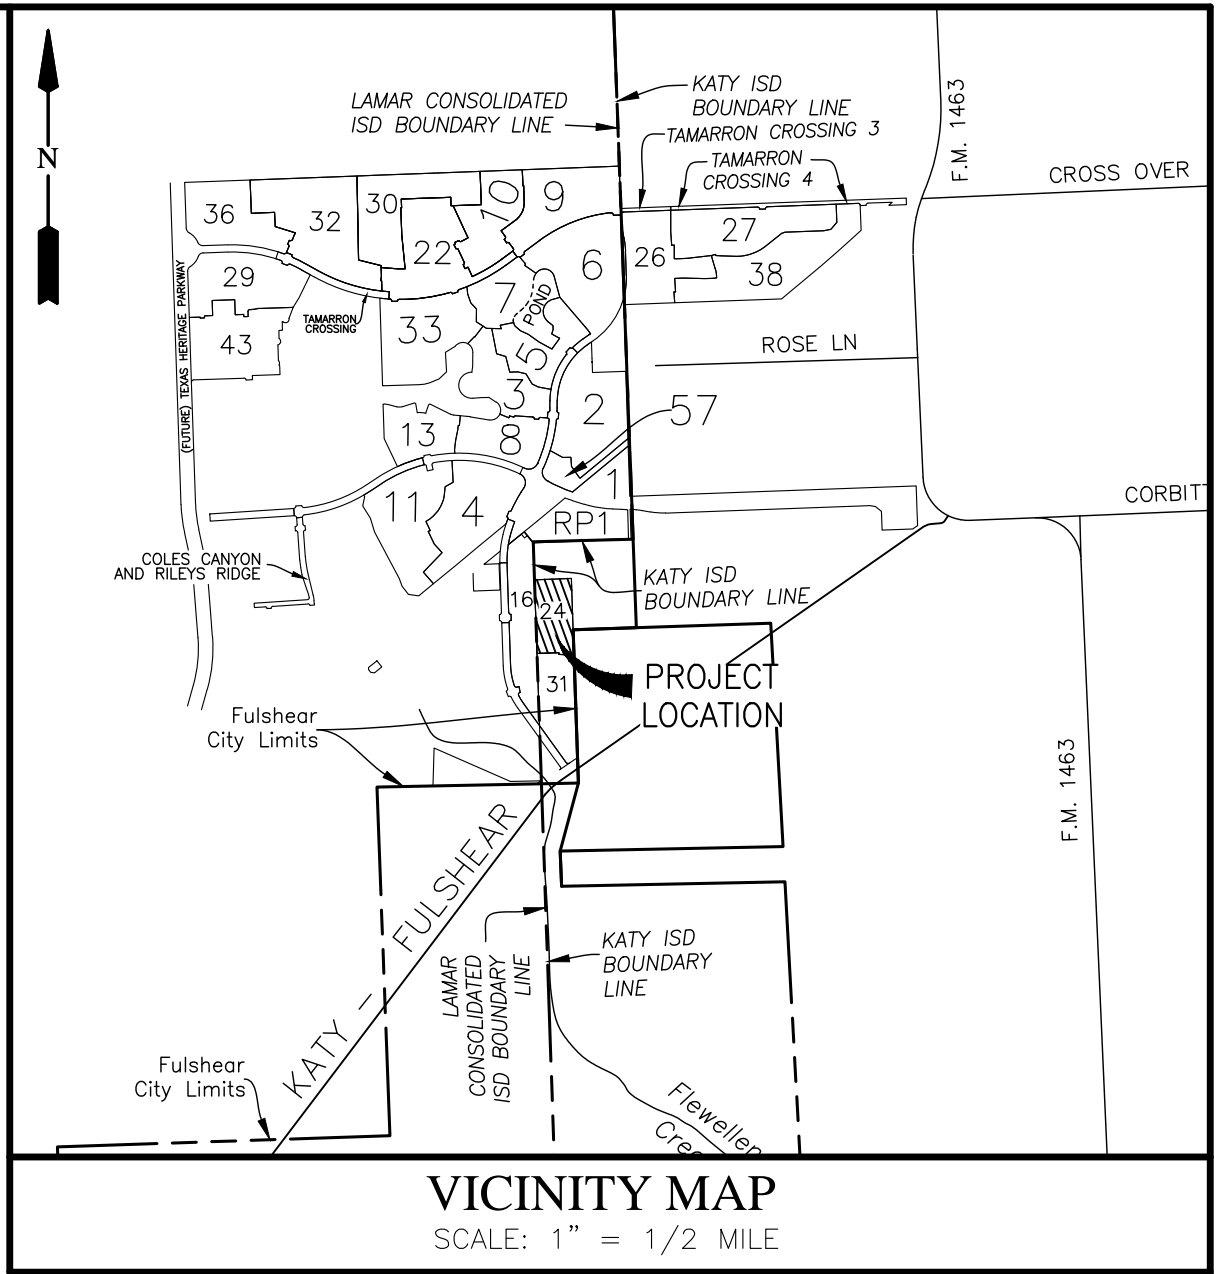 N
LAMAR CONSOLIDATED
ISD BOUNDARY LINE
KATY ISD
BOUNDARY LINE
TAMARRON CROSSING 3
TAMARRON
CROSSING 4
F.M. 1463
CROSS OVER
36
32
30
22
10
9
6
26
27
38
29
43
TAMARRON
CROSSING
33
7
POND
5
3
2
57
ROSE LN
(FUTURE) TEXAS HERITAGE PARKWAY
13
8
11
4
1
RP1
CORBITT
COLES CANYON
AND RILEYS RIDGE
16
24
31
KATY ISD
BOUNDARY LINE
PROJECT
LOCATION
Fulshear
City Limits
F.M. 1463
KATY - FULSHEAR
LAMAR
CONSOLIDATED
ISD BOUNDARY
LINE
KATY ISD
BOUNDARY
LINE
Fulshear
City Limits
Flewellen
VICINITY MAP
SCALE: 1" = 1/2 MILE